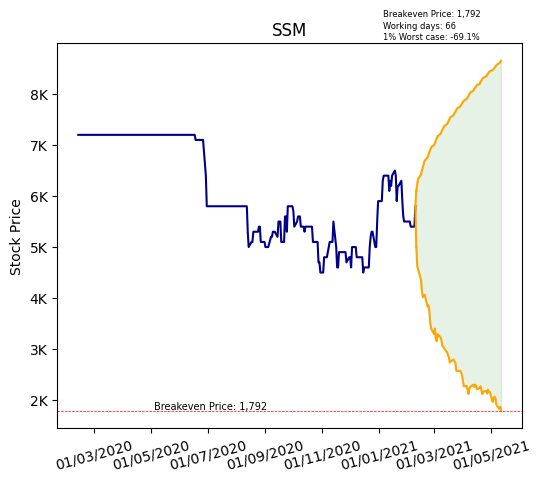 Breakeven Price: 1,792
Working days: 66
1% Worst case: -69.1%
SSM
Stock Price
8K
7K
6K
5K
4K
3K
2K
Breakeven Price: 1,792
01/03/2020
01/05/2020
01/07/2020
01/09/2020
01/11/2020
01/01/2021
01/03/2021
01/05/2021